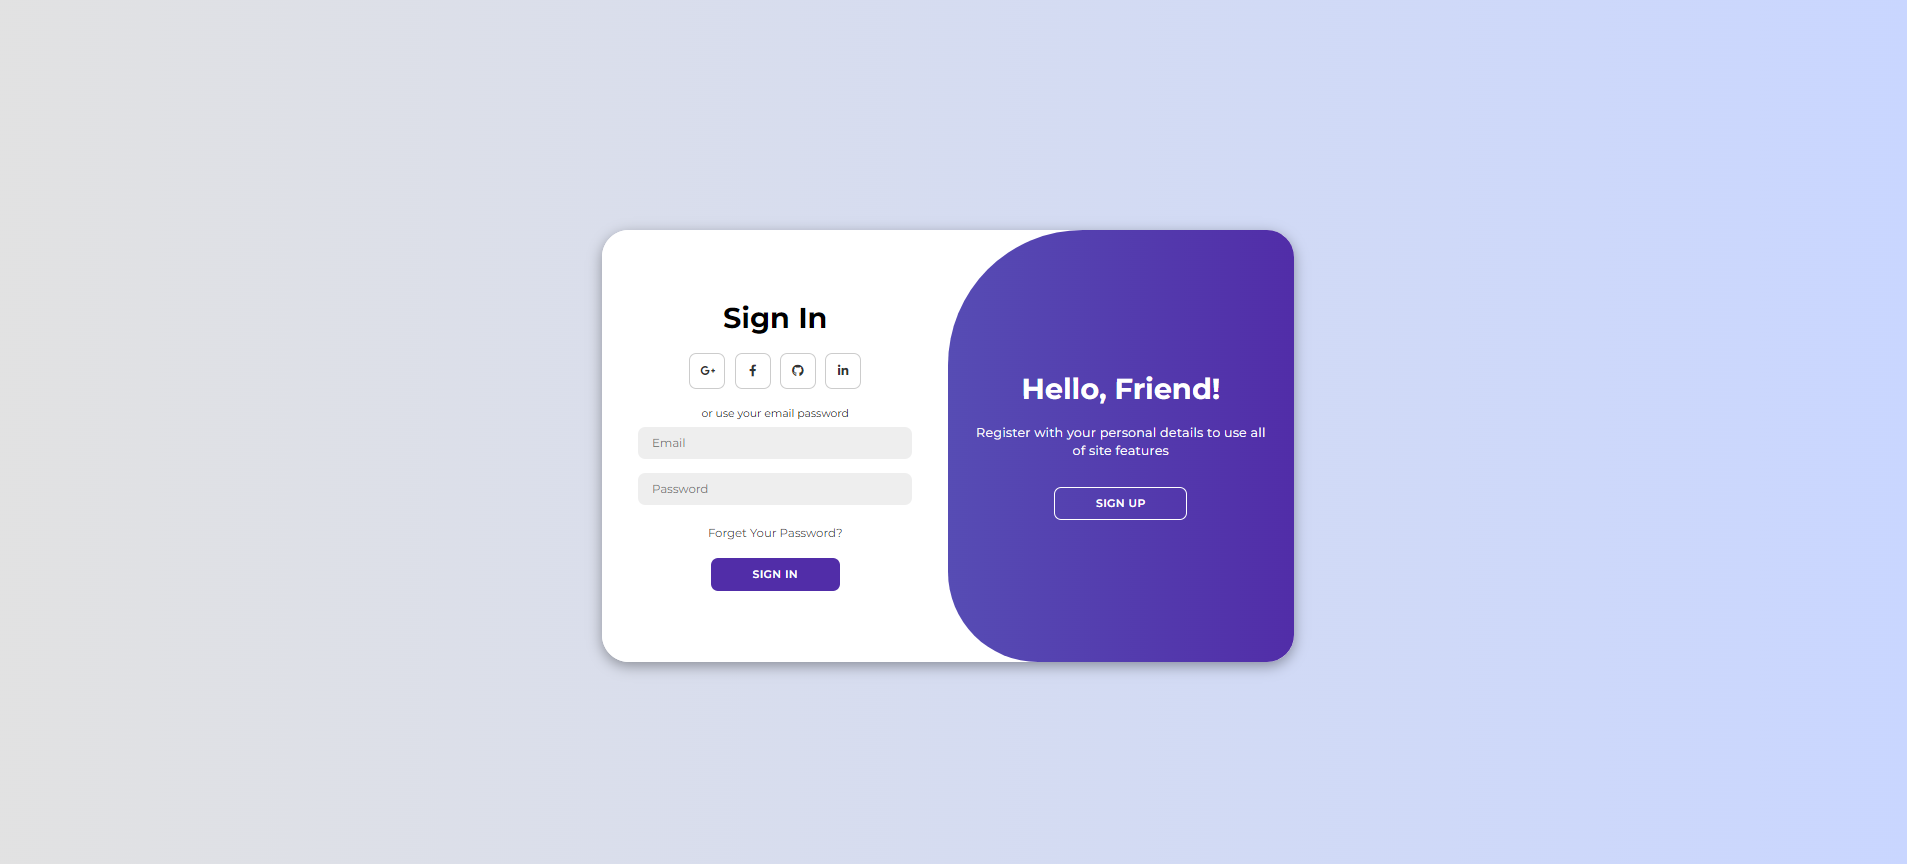 Sign In
G+
f
in
or use your email password
Email
Password
Forget Your Password?
SIGN IN
Hello, Friend!
Register with your personal details to use all
of site features
SIGN UP